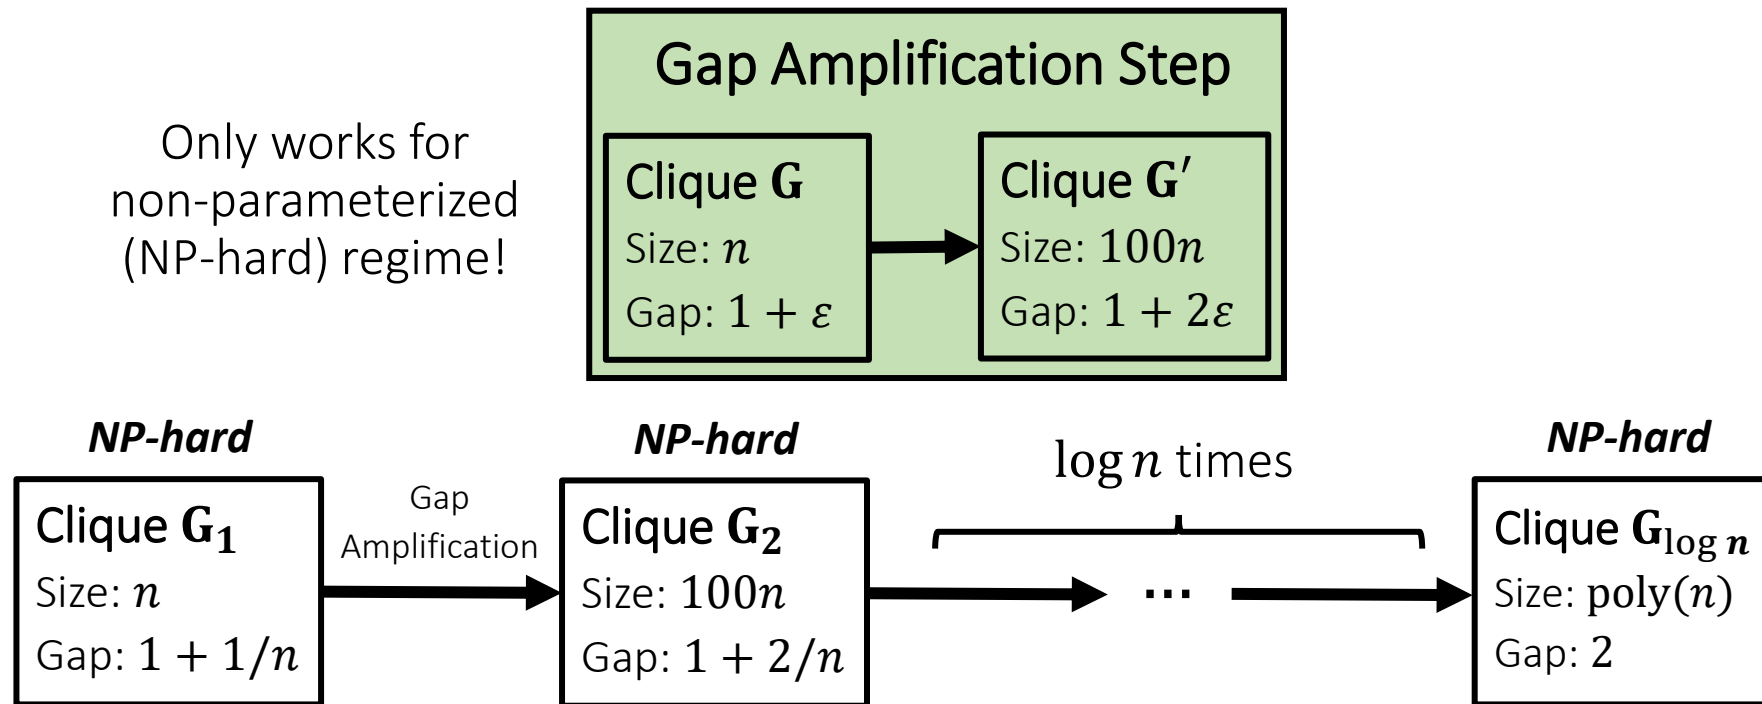 Gap Amplification Step
Only works for
non-parameterized
(NP-hard) regime!
Clique G
Size: n
Gap: 1 + ε
Clique G′
Size: 100n
Gap: 1 + 2ε
NP-hard
Clique G₁
Size: n
Gap: 1 + 1/n
Gap
Amplification
NP-hard
Clique G₂
Size: 100n
Gap: 1 + 2/n
log n times
...
NP-hard
Clique G_{log n}
Size: poly(n)
Gap: 2